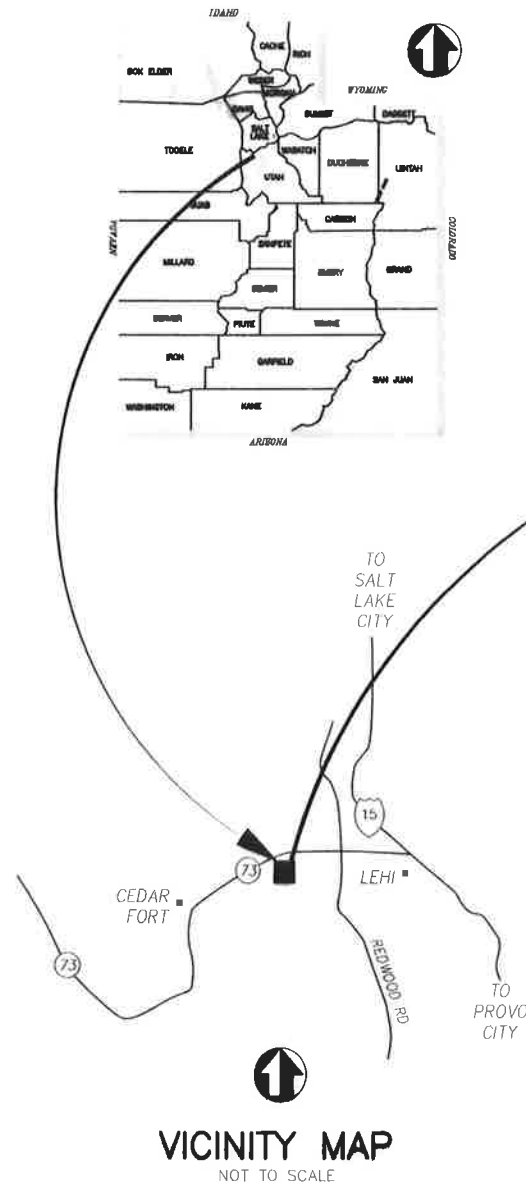 IDAHO
CACHE
RICH
BOX ELDER
WEBER
MORGAN
WYOMING
DAVIS
SUMMIT
DAGGETT
SALT
LAKE
TOOELE
WASATCH
DUCHESNE
UINTAH
UTAH
JUAB
CARBON
NEVADA
SANPETE
COLORADO
MILLARD
EMERY
GRAND
SEVIER
BEAVER
PIUTE
WAYNE
IRON
GARFIELD
SAN JUAN
WASHINGTON
KANE
ARIZONA
TO
SALT
LAKE
CITY
15
73
LEHI
CEDAR
FORT
73
REDWOOD RD
TO
PROVO
CITY
VICINITY MAP
NOT TO SCALE